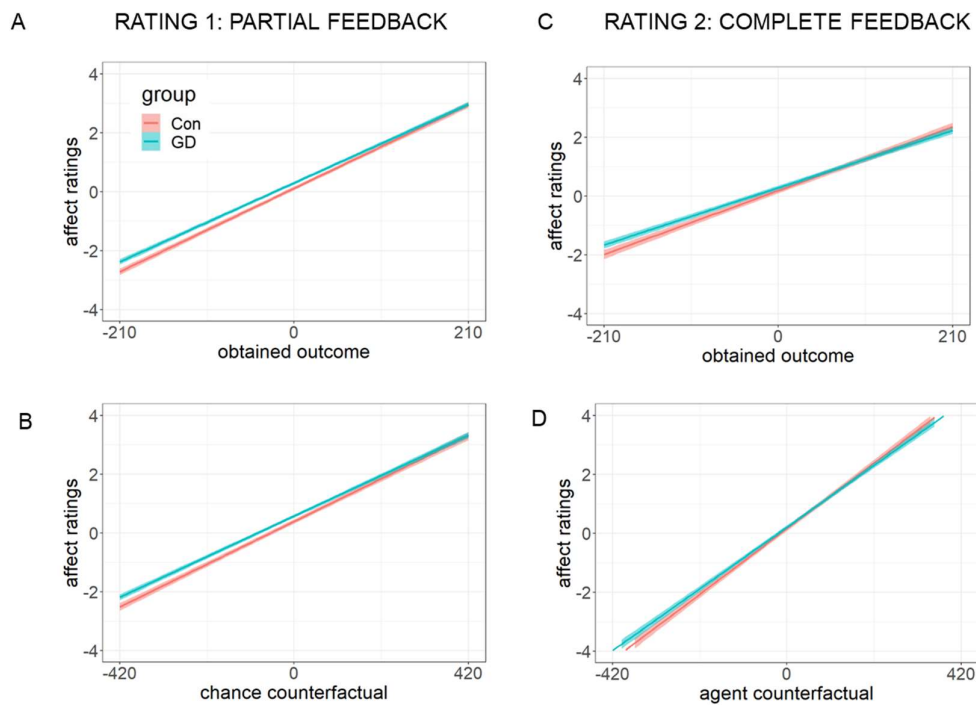 A RATING 1: PARTIAL FEEDBACK
4
2
0
-2
-4
affect ratings
group
Con
GD
-210 0 210
obtained outcome
B
4
2
0
-2
-4
affect ratings
-420 0 420
chance counterfactual
C RATING 2: COMPLETE FEEDBACK
4
2
0
-2
-4
affect ratings
-210 0 210
obtained outcome
D
4
2
0
-2
-4
affect ratings
-420 0 420
agent counterfactual